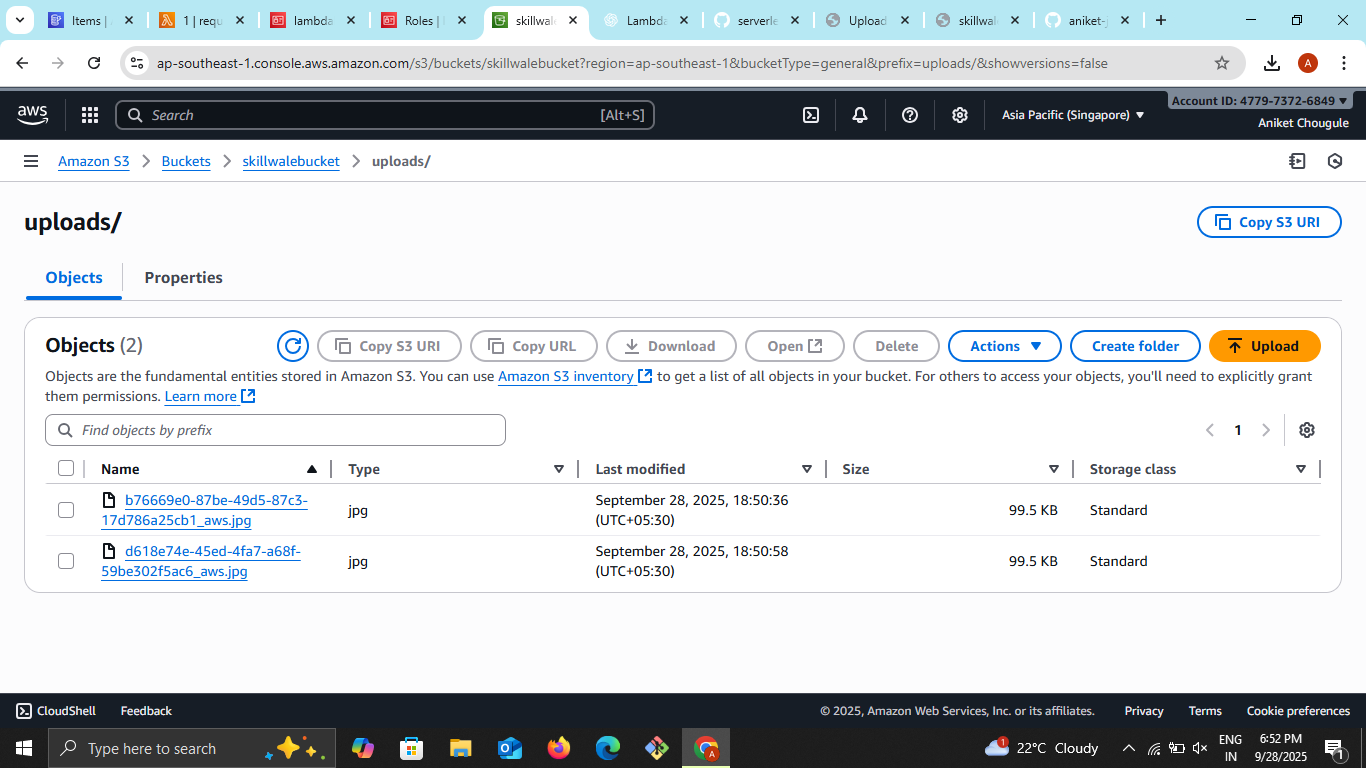 Items | 
1 | requ
lambda
Roles | 
skillwale
Lambda
serverle
Upload
skillwal
aniket-j
ap-southeast-1.console.aws.amazon.com/s3/buckets/skillwalebucket?region=ap-southeast-1&bucketType=general&prefix=uploads/&showversions=false
A
aws
Search
[Alt+S]
Asia Pacific (Singapore)
Account ID: 4779-7372-6849
Aniket Chougule
Amazon S3
Buckets
skillwalebucket
uploads/
uploads/
Copy S3 URI
Objects
Properties
Objects (2)
Copy S3 URI
Copy URL
Download
Open
Delete
Actions
Create folder
Upload
Objects are the fundamental entities stored in Amazon S3. You can use Amazon S3 inventory to get a list of all objects in your bucket. For others to access your objects, you'll need to explicitly grant
them permissions. Learn more
Find objects by prefix
1
Name
Type
Last modified
Size
Storage class
b76669e0-87be-49d5-87c3-
17d786a25cb1_aws.jpg
jpg
September 28, 2025, 18:50:36
(UTC+05:30)
99.5 KB
Standard
d618e74e-45ed-4fa7-a68f-
59be302f5ac6_aws.jpg
jpg
September 28, 2025, 18:50:58
(UTC+05:30)
99.5 KB
Standard
CloudShell
Feedback
© 2025, Amazon Web Services, Inc. or its affiliates.
Privacy
Terms
Cookie preferences
Type here to search
A
1
22°C Cloudy
ENG
IN
6:52 PM
9/28/2025
1